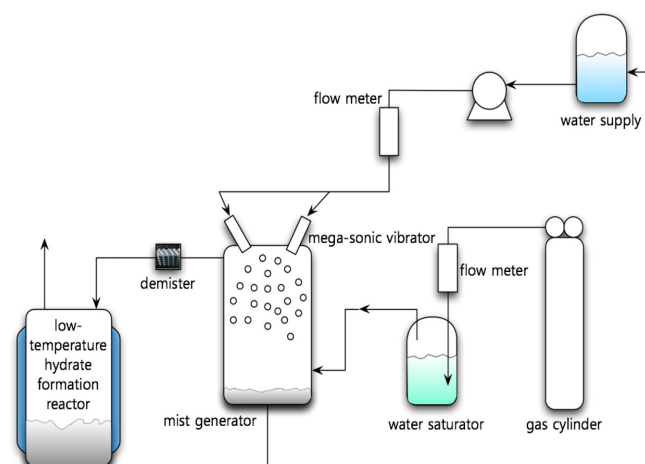 flow meter
water supply
mega-sonic vibrator
flow meter
demister
low-
temperature
hydrate
formation
reactor
mist generator
water saturator
gas cylinder